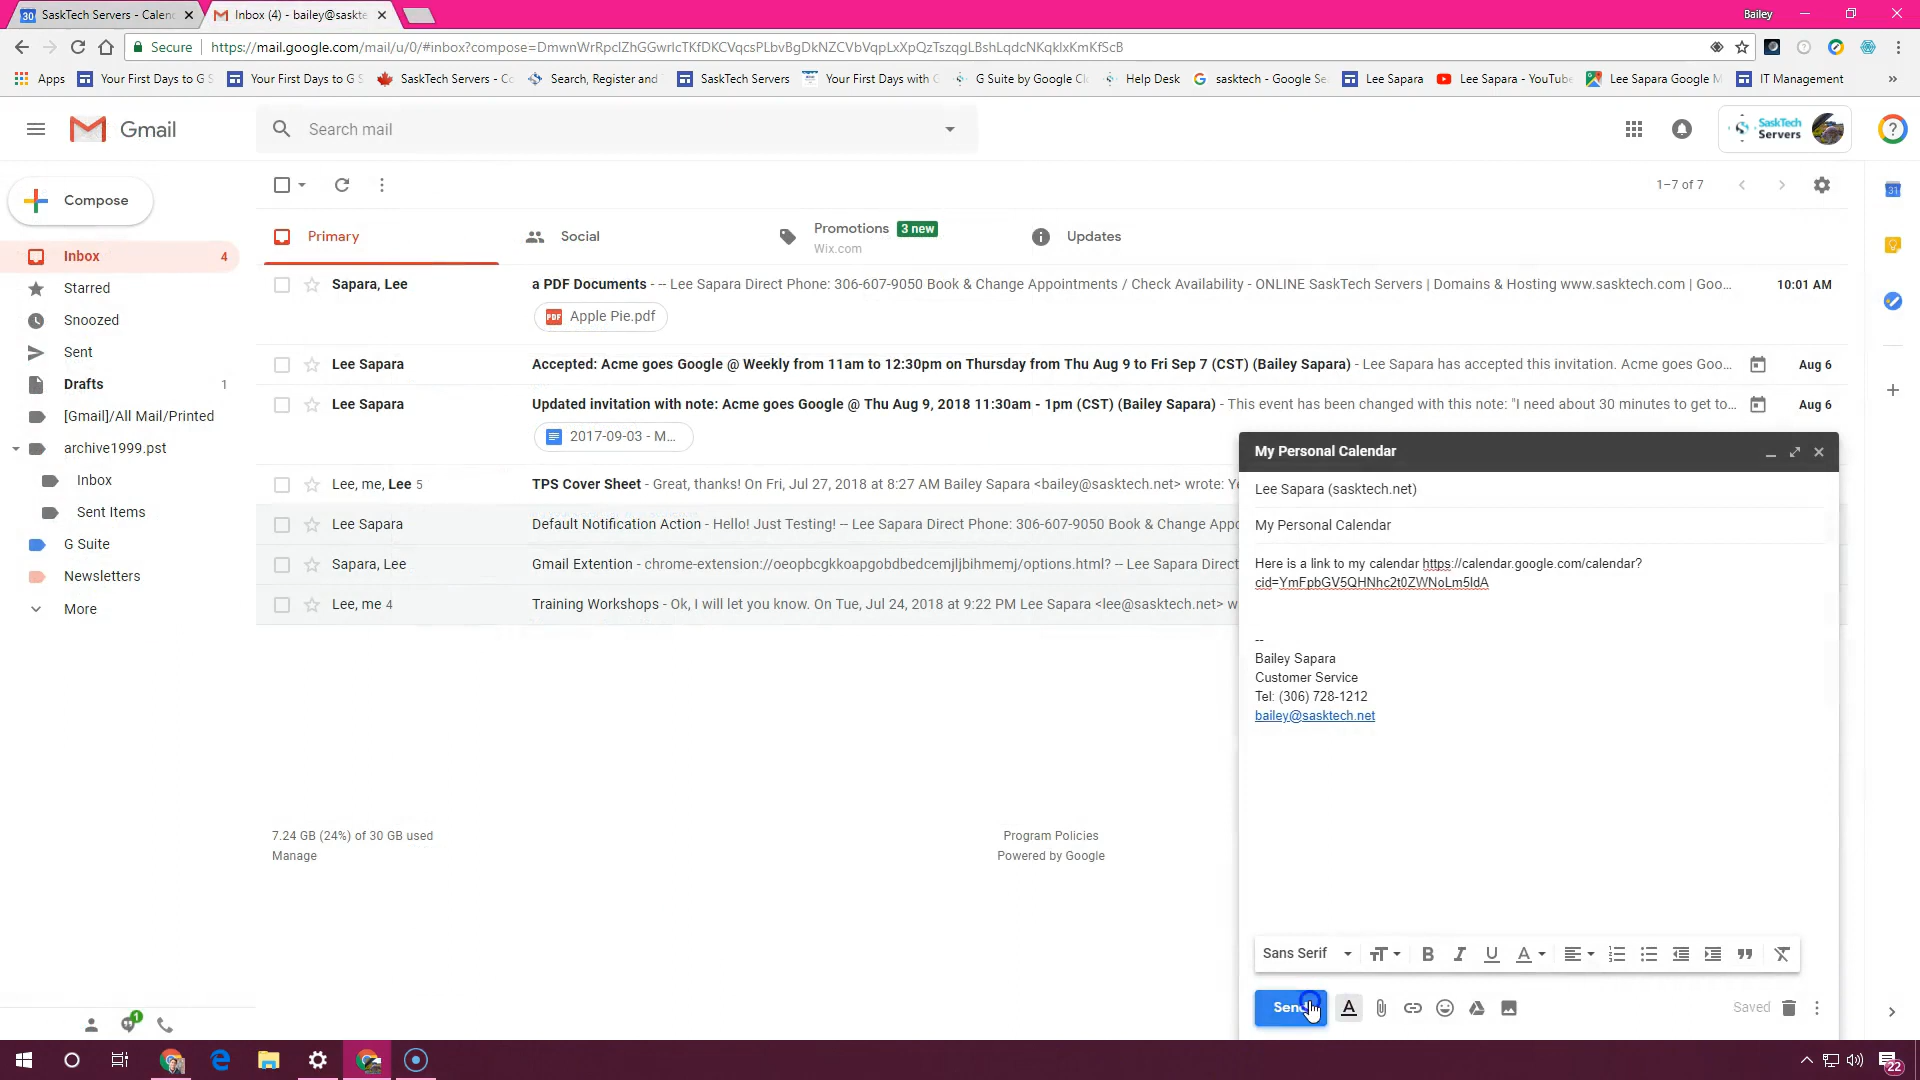 SaskTech Servers - Calenc
Inbox (4) - bailey@saskte
Bailey
Secure
https://mail.google.com/mail/u/0/#inbox?compose=DmwnWrRpclZhGGwrlcTKfDKCVqcsPLbvBgDkNZCVbVqpLxXpQzTszqgLBshLqdcNKqklxKmKfScB
Apps
Your First Days to G S
Your First Days to G S
SaskTech Servers - Co
Search, Register and
SaskTech Servers
Your First Days with G
G Suite by Google Cl
Help Desk
sasktech - Google Se
Lee Sapara
Lee Sapara - YouTube
Lee Sapara Google M
IT Management
Gmail
Search mail
SaskTech
Servers
Compose
1–7 of 7
Inbox 4
Starred
Snoozed
Sent
Drafts 1
[Gmail]/All Mail/Printed
archive1999.pst
Inbox
Sent Items
G Suite
Newsletters
More
Primary
Social
Promotions 3 new
Wix.com
Updates
Sapara, Lee a PDF Documents - -- Lee Sapara Direct Phone: 306-607-9050 Book & Change Appointments / Check Availability - ONLINE SaskTech Servers | Domains & Hosting www.sasktech.com | Goo... 10:01 AM
PDF Apple Pie.pdf
Lee Sapara Accepted: Acme goes Google @ Weekly from 11am to 12:30pm on Thursday from Thu Aug 9 to Fri Sep 7 (CST) (Bailey Sapara) - Lee Sapara has accepted this invitation. Acme goes Goo... Aug 6
Lee Sapara Updated invitation with note: Acme goes Google @ Thu Aug 9, 2018 11:30am - 1pm (CST) (Bailey Sapara) - This event has been changed with this note: "I need about 30 minutes to get to... Aug 6
2017-09-03 - M...
Lee, me, Lee 5 TPS Cover Sheet - Great, thanks! On Fri, Jul 27, 2018 at 8:27 AM Bailey Sapara <bailey@sasktech.net> wrote: Ye
Lee Sapara Default Notification Action - Hello! Just Testing! -- Lee Sapara Direct Phone: 306-607-9050 Book & Change Appo
Sapara, Lee Gmail Extention - chrome-extension://oeopbcgkkoapgobdbedcemjljbihmemj/options.html? -- Lee Sapara Direct
Lee, me 4 Training Workshops - Ok, I will let you know. On Tue, Jul 24, 2018 at 9:22 PM Lee Sapara <lee@sasktech.net> w
7.24 GB (24%) of 30 GB used
Manage
Program Policies
Powered by Google
My Personal Calendar
Lee Sapara (sasktech.net)
My Personal Calendar
Here is a link to my calendar https://calendar.google.com/calendar?
cid=YmFpbGV5QHNhc2t0ZWNoLm5ldA
--
Bailey Sapara
Customer Service
Tel: (306) 728-1212
bailey@sasktech.net
Sans Serif
Send
Saved
1
22